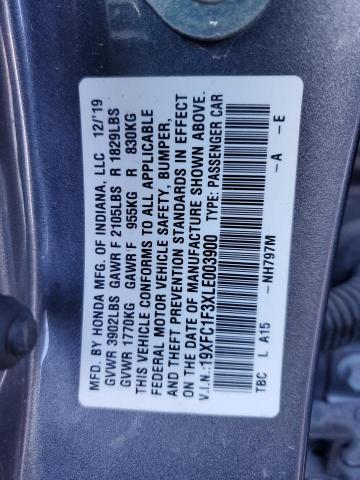 MFD. BY HONDA MFG. OF INDIANA, LLC 12/'19
GVWR 3902LBS GAWR F 2105LBS R 1829LBS
GVWR 1770KG GAWR F 955KG R 830KG
THIS VEHICLE CONFORMS TO ALL APPLICABLE
FEDERAL MOTOR VEHICLE SAFETY, BUMPER,
AND THEFT PREVENTION STANDARDS IN EFFECT
ON THE DATE OF MANUFACTURE SHOWN ABOVE.
V.I.N.:19XFC1F3XLE003900 TYPE: PASSENGER CAR
-NH797M -A -E
TBC L A15